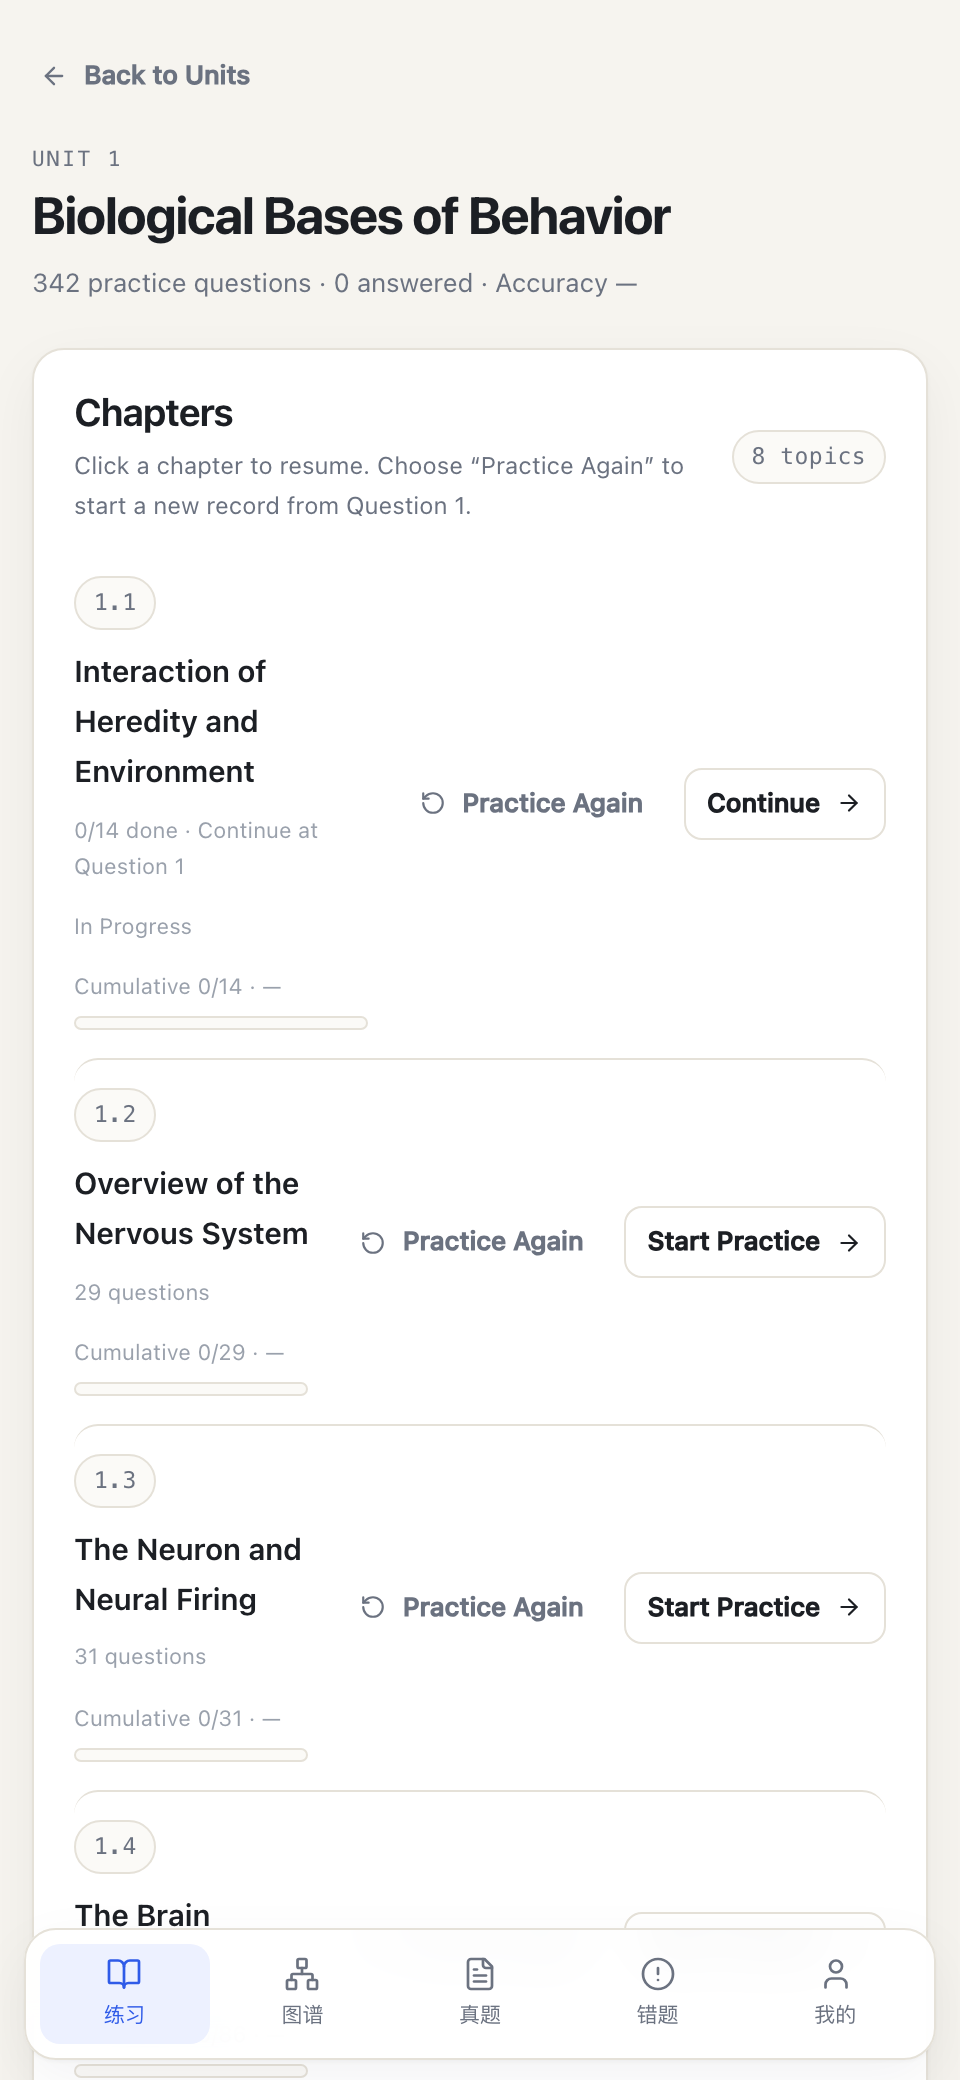 Back to Units
UNIT 1
Biological Bases of Behavior
342 practice questions · 0 answered · Accuracy —
Chapters
Click a chapter to resume. Choose “Practice Again” to
start a new record from Question 1.
8 topics
1.1
Interaction of
Heredity and
Environment
0/14 done · Continue at
Question 1
In Progress
Cumulative 0/14 · —
Practice Again
Continue
1.2
Overview of the
Nervous System
29 questions
Cumulative 0/29 · —
Practice Again
Start Practice
1.3
The Neuron and
Neural Firing
31 questions
Cumulative 0/31 · —
Practice Again
Start Practice
1.4
The Brain
练习
图谱
真题
错题
我的